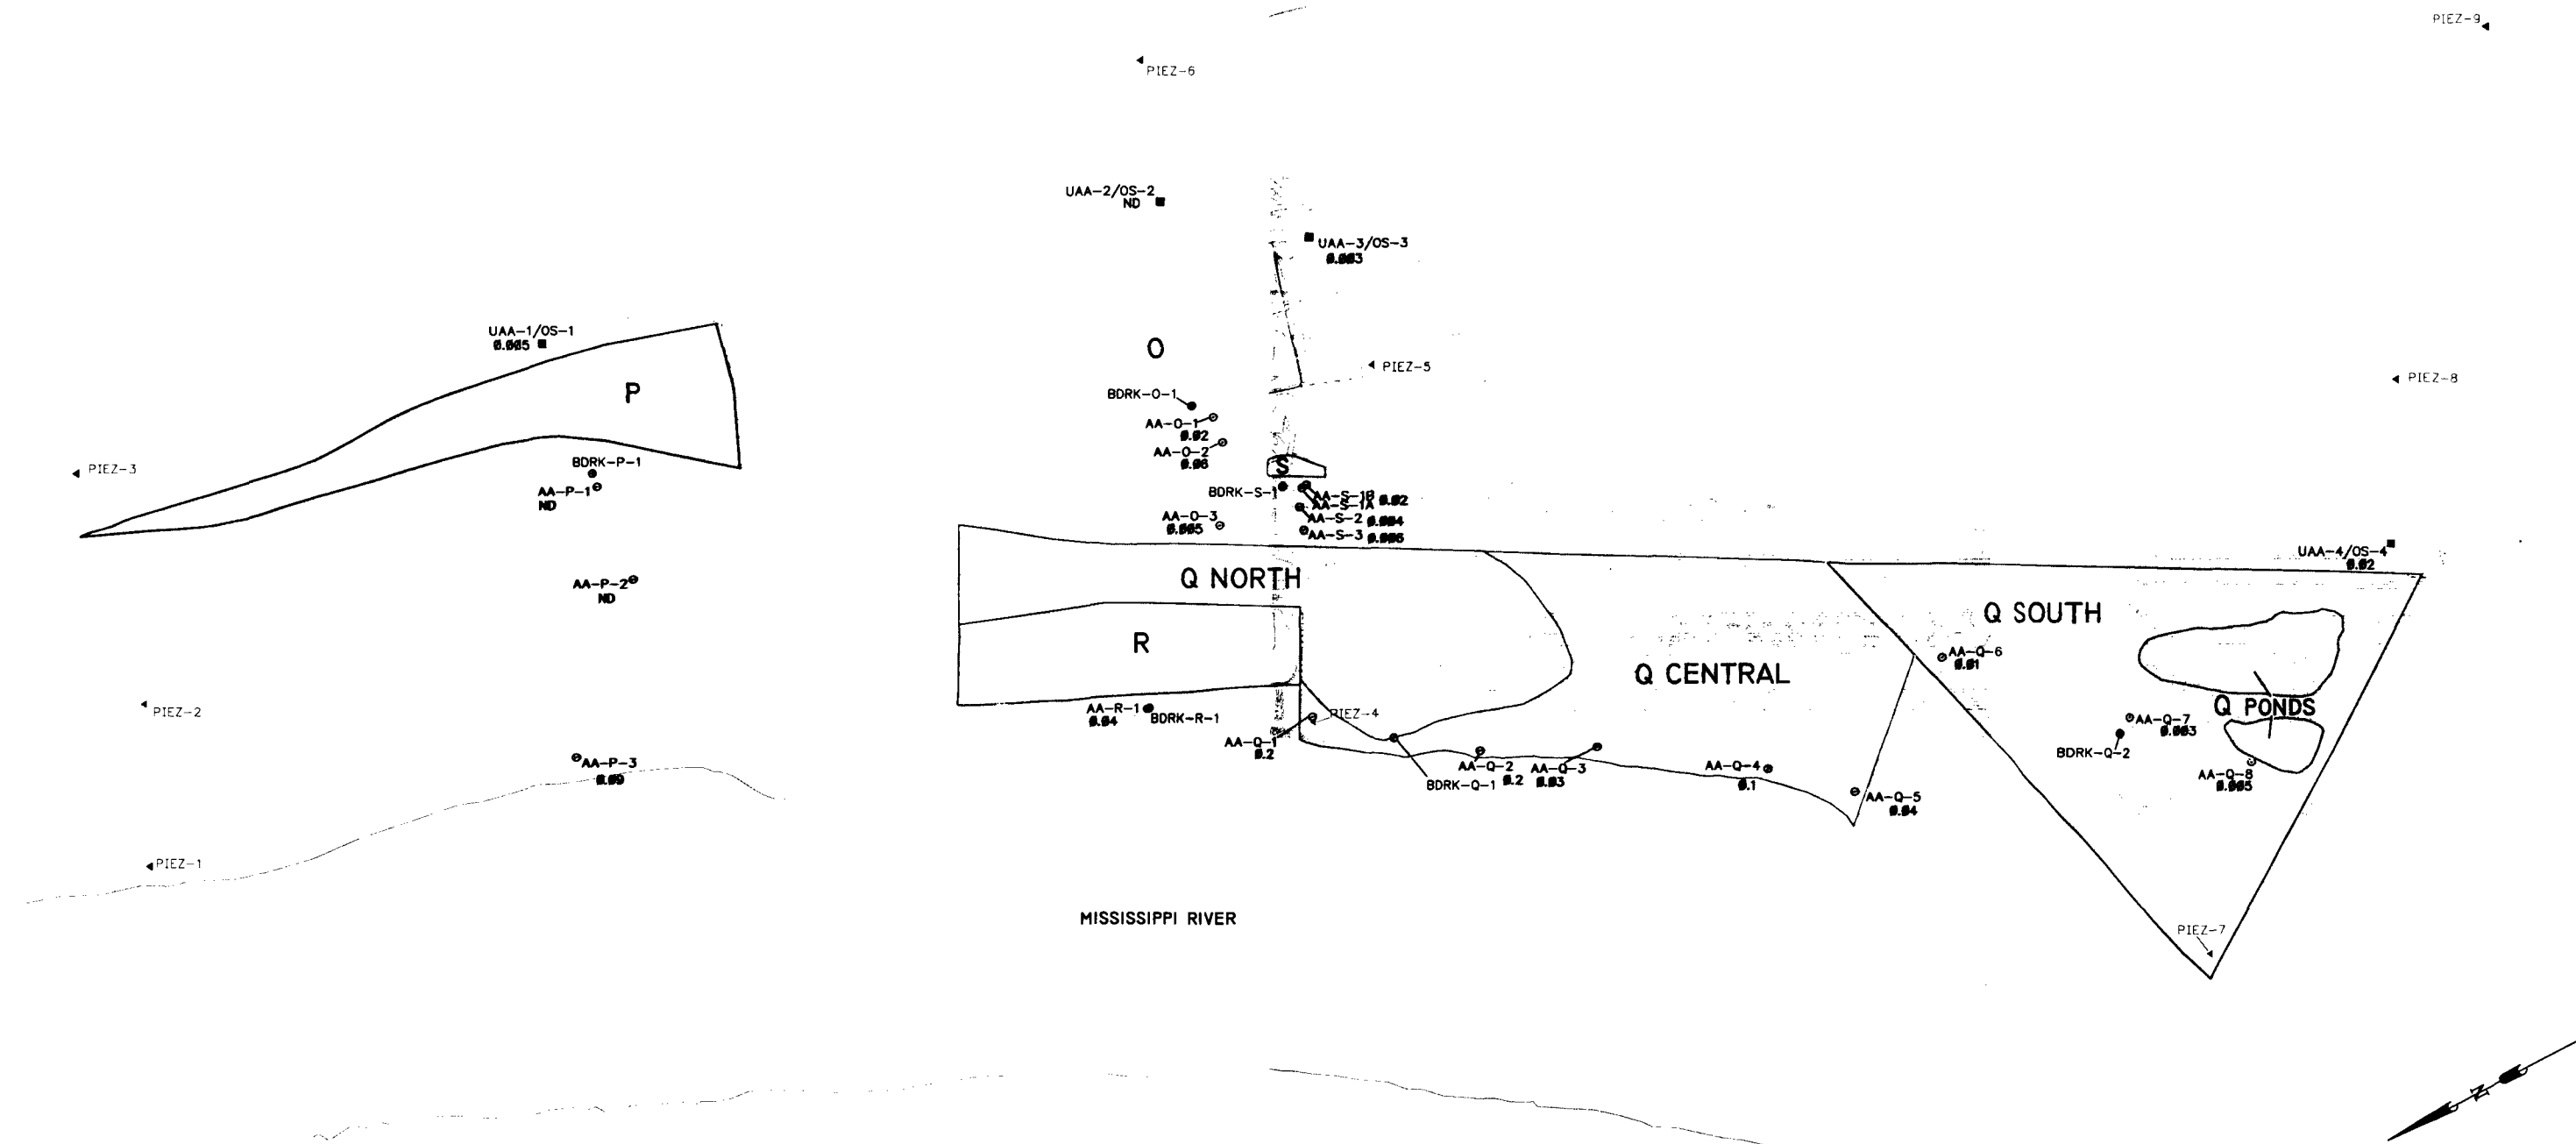 PIEZ-9
PIEZ-6
UAA-2/OS-2
ND
UAA-3/OS-3
0.003
UAA-1/OS-1
0.005
O
PIEZ-5
PIEZ-8
P
BDRK-O-1
AA-O-1
0.02
AA-O-2
0.06
PIEZ-3
BDRK-P-1
AA-P-1
ND
S
BDRK-S-1
AA-S-1B 0.02
AA-S-1A
AA-S-2 0.004
AA-O-3
0.005
AA-S-3 0.006
UAA-4/OS-4
0.02
AA-P-2
ND
Q NORTH
Q SOUTH
R
AA-Q-6
0.01
Q CENTRAL
PIEZ-2
AA-R-1
0.04
BDRK-R-1
PIEZ-4
Q PONDS
AA-Q-7
0.003
AA-Q-1
0.2
BDRK-Q-2
AA-P-3
0.09
AA-Q-2
0.2
AA-Q-3
0.03
BDRK-Q-1
AA-Q-4
0.1
AA-Q-8
0.005
AA-Q-5
0.04
PIEZ-1
MISSISSIPPI RIVER
PIEZ-7
N